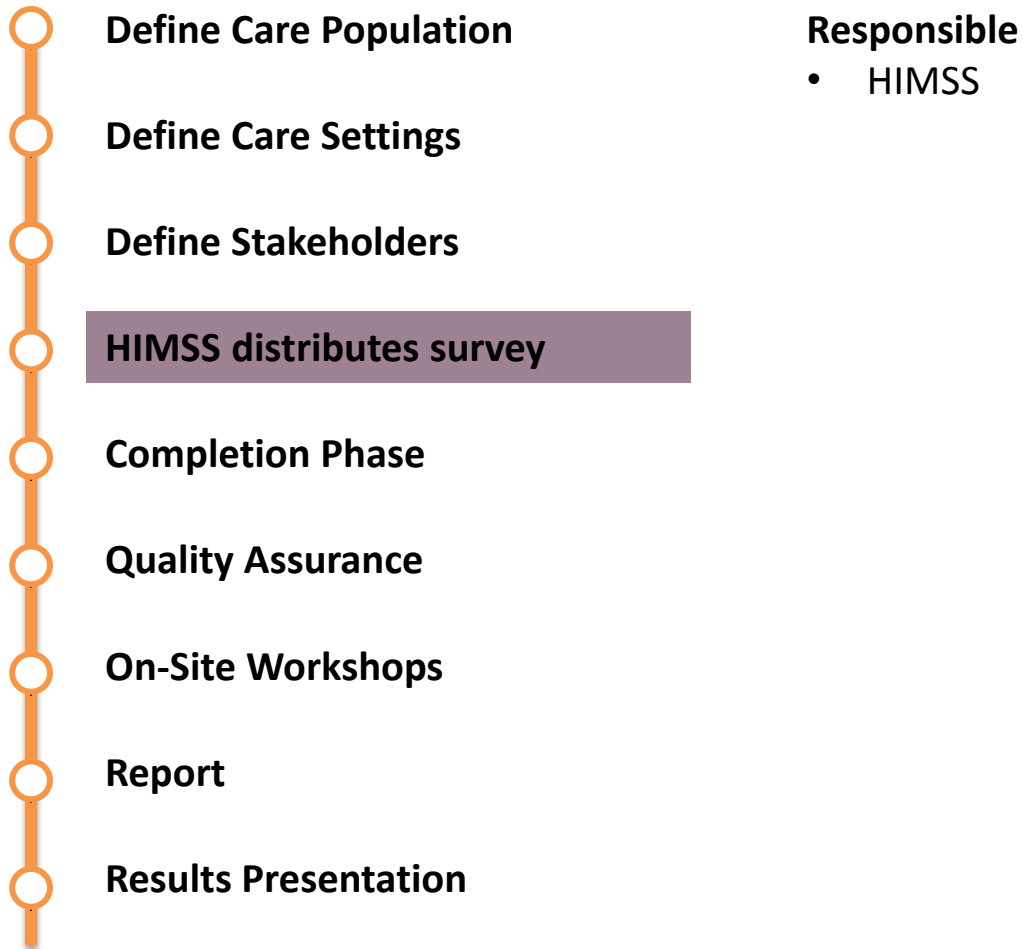 Define Care Population
Define Care Settings
Define Stakeholders
HIMSS distributes survey
Completion Phase
Quality Assurance
On-Site Workshops
Report
Results Presentation
Responsible
• HIMSS